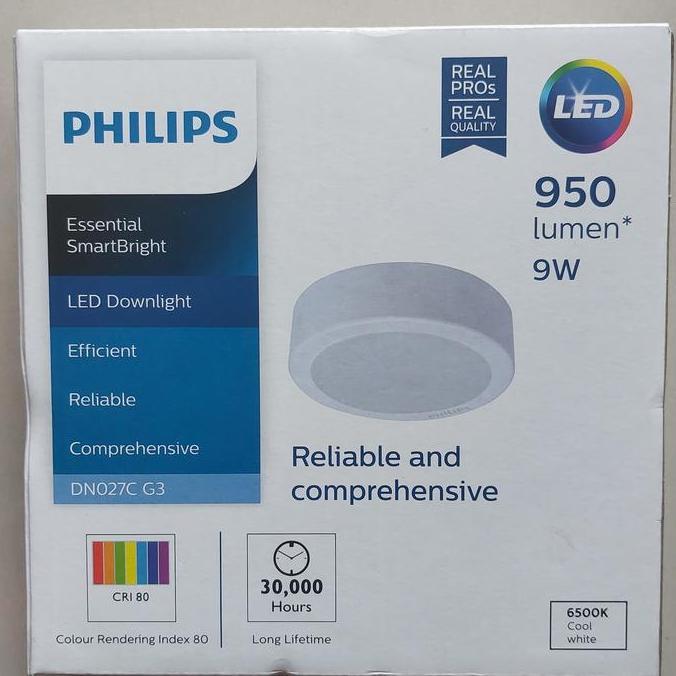 PHILIPS
Essential
SmartBright
LED Downlight
Efficient
Reliable
Comprehensive
DN027C G3
REAL
PROs
REAL
QUALITY
LED
950
lumen*
9W
PHILIPS
Reliable and
comprehensive
CRI 80
Colour Rendering Index 80
30,000
Hours
Long Lifetime
6500K
Cool
white